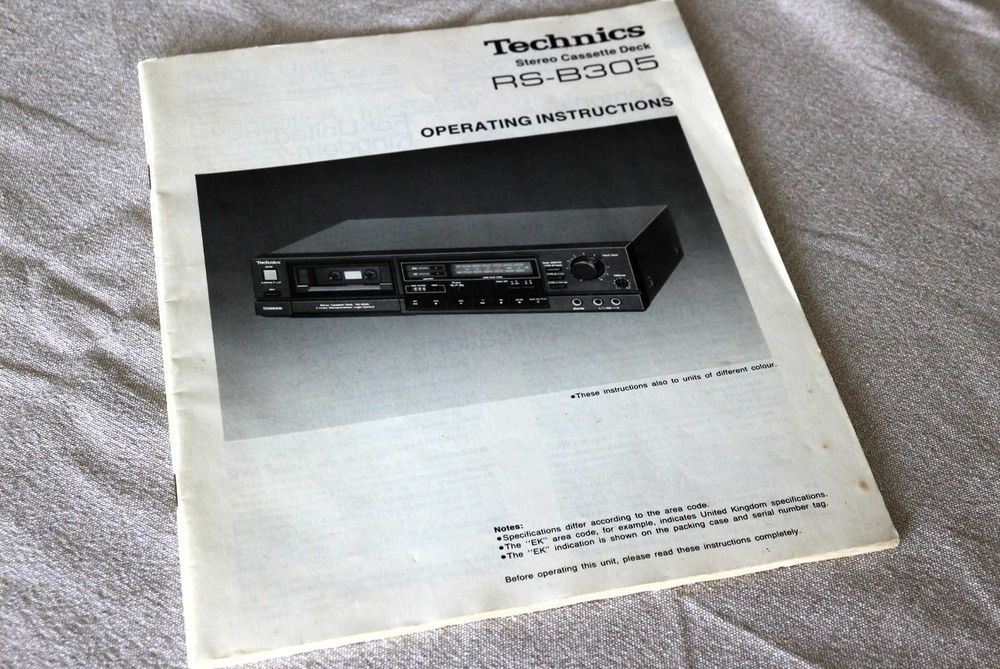 Technics
Stereo Cassette Deck
RS-B305
OPERATING INSTRUCTIONS
Technics
•These instructions also to units of different colour.
Notes:
•Specifications differ according to the area code.
•The "EK" area code, for example, indicates United Kingdom specifications.
•The "EK" indication is shown on the packing case and serial number tag.
Before operating this unit, please read these instructions completely.